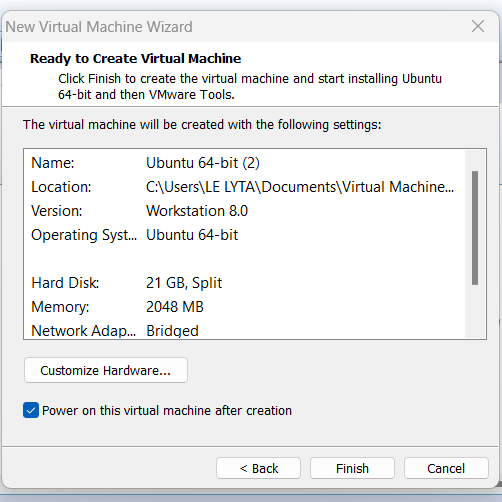 New Virtual Machine Wizard
Ready to Create Virtual Machine
Click Finish to create the virtual machine and start installing Ubuntu
64-bit and then VMware Tools.
The virtual machine will be created with the following settings:
Name: Ubuntu 64-bit (2)
Location: C:\Users\LE LYTA\Documents\Virtual Machine...
Version: Workstation 8.0
Operating Syst... Ubuntu 64-bit
Hard Disk: 21 GB, Split
Memory: 2048 MB
Network Adap... Bridged
Customize Hardware...
Power on this virtual machine after creation
< Back Finish Cancel